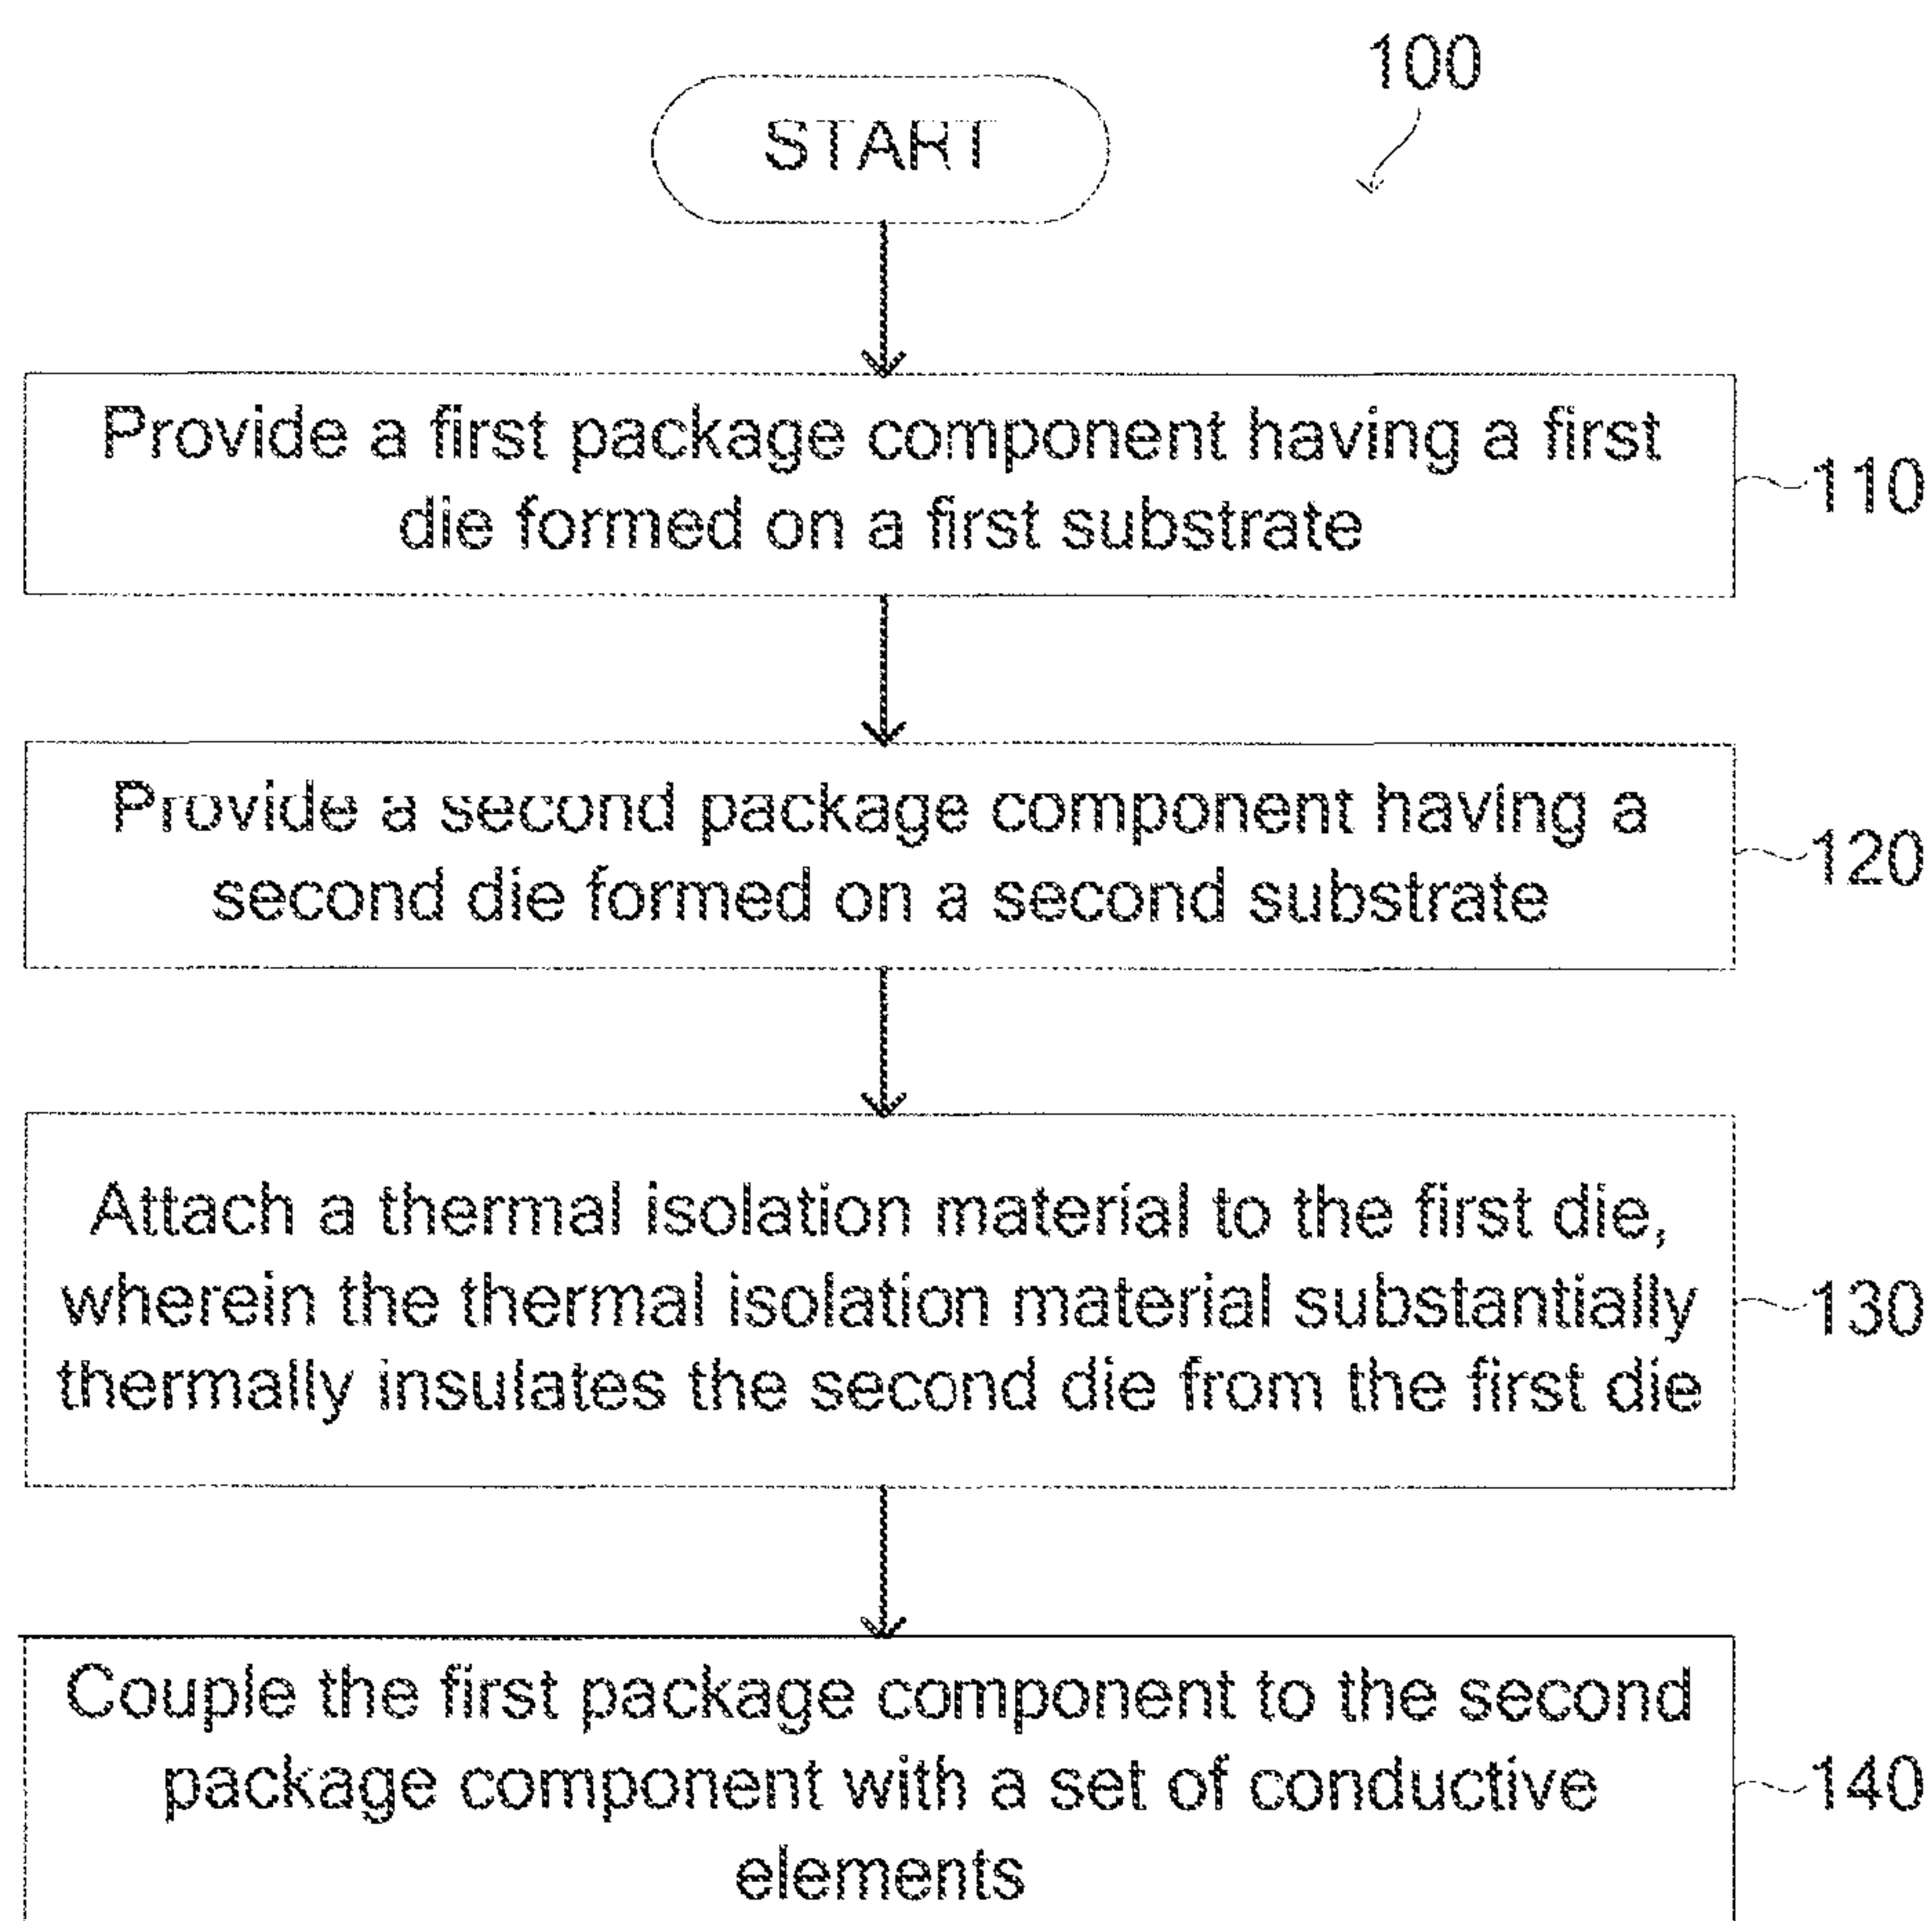 100
START
Provide a first package component having a first
die formed on a first substrate
110
Provide a second package component having a
second die formed on a second substrate
120
Attach a thermal isolation material to the first die,
wherein the thermal isolation material substantially
thermally insulates the second die from the first die
130
Couple the first package component to the second
package component with a set of conductive
elements
140